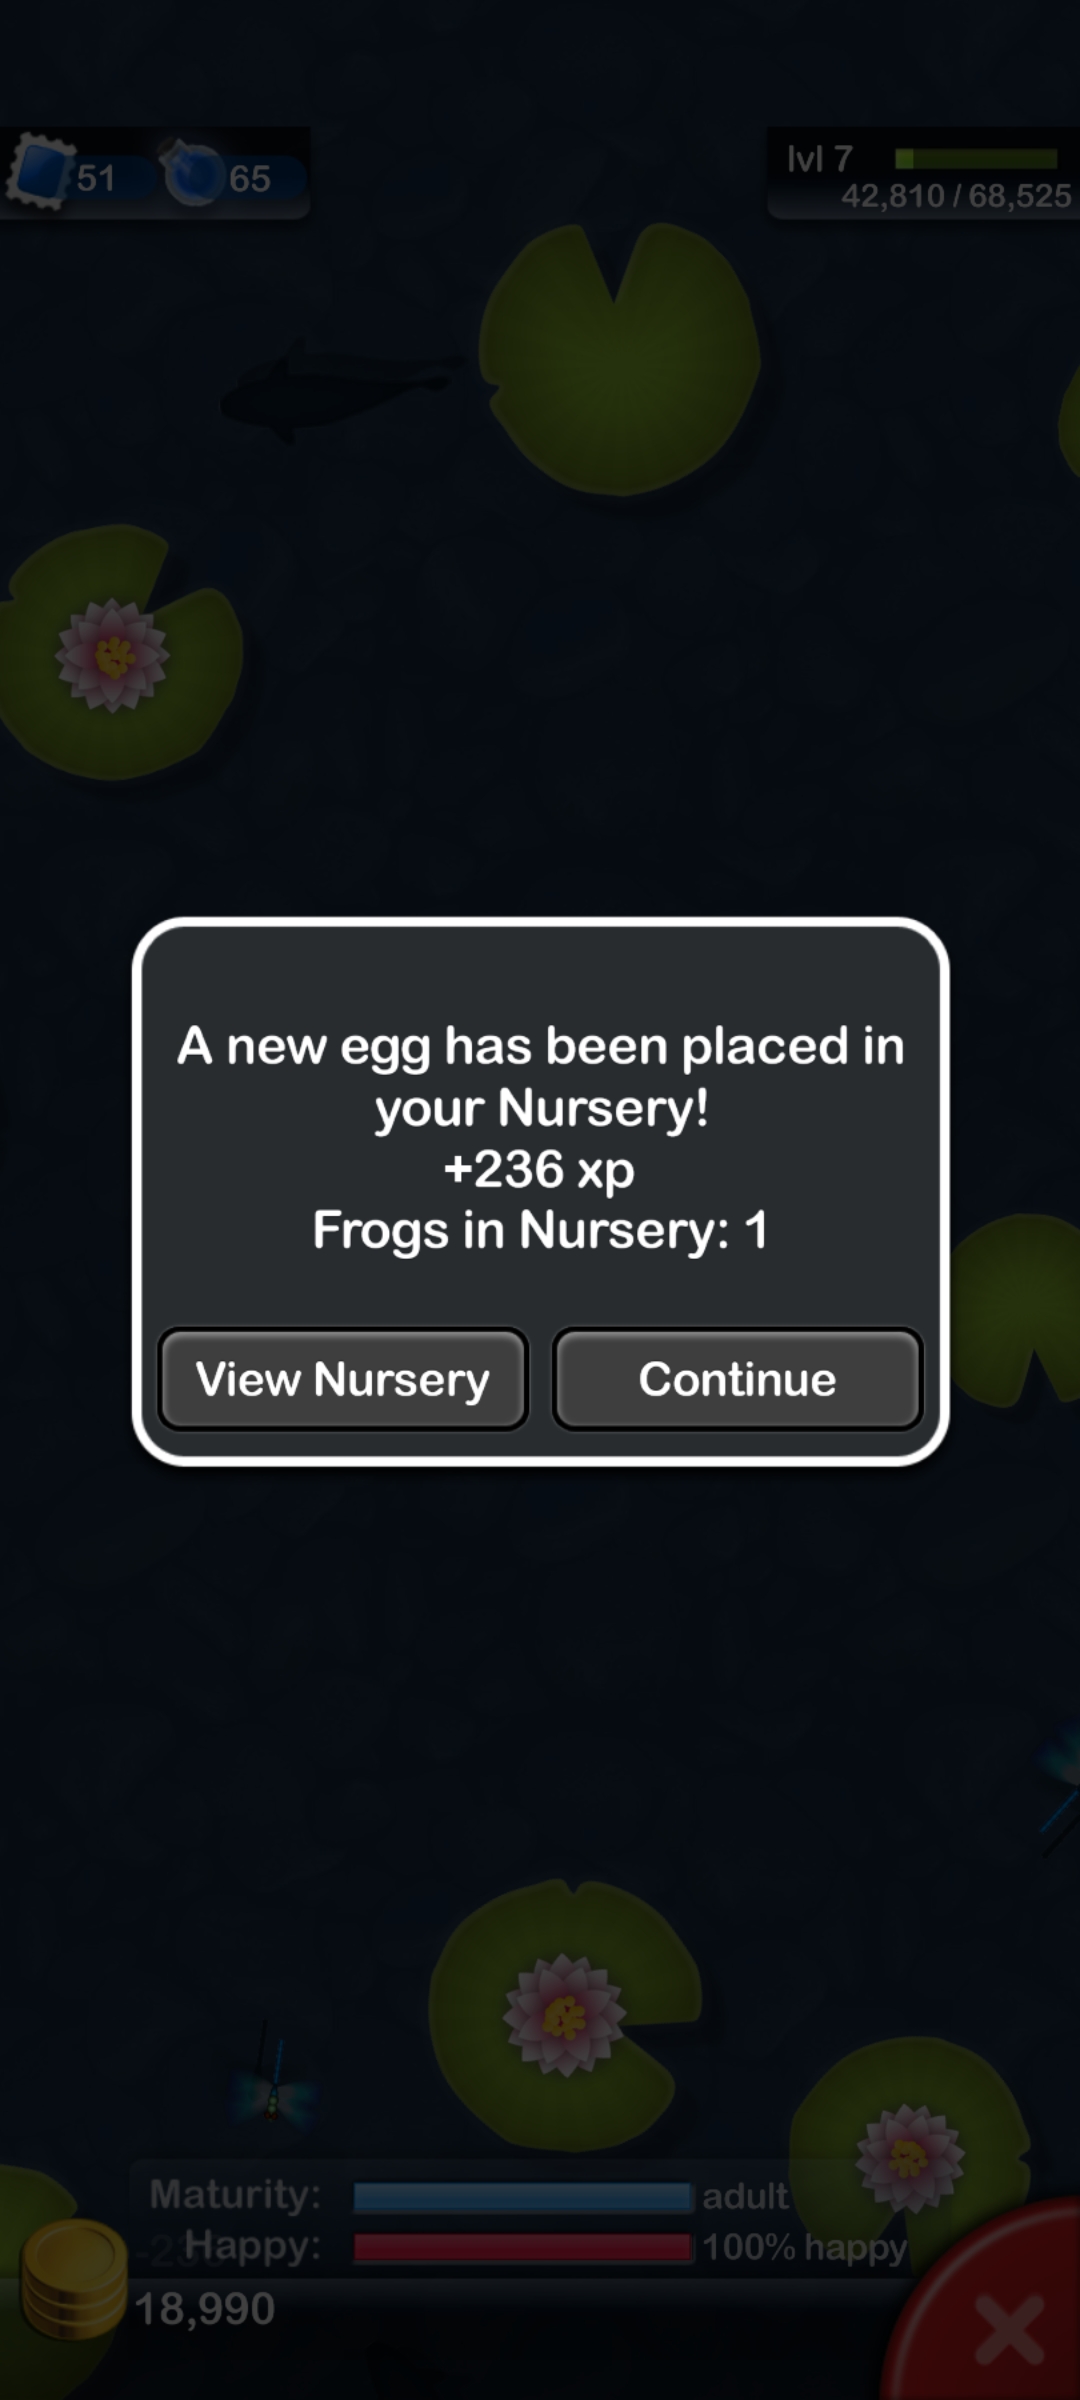 51
65
lvl 7
42,810 / 68,525
A new egg has been placed in
your Nursery!
+236 xp
Frogs in Nursery: 1
View Nursery
Continue
Maturity:
adult
Happy:
100% happy
18,990